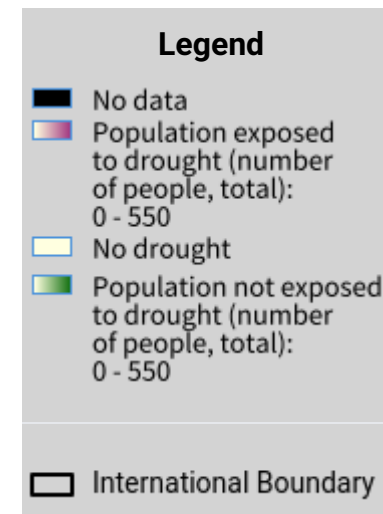 Legend
No data
Population exposed
to drought (number
of people, total):
0 - 550
No drought
Population not exposed
to drought (number
of people, total):
0 - 550
International Boundary